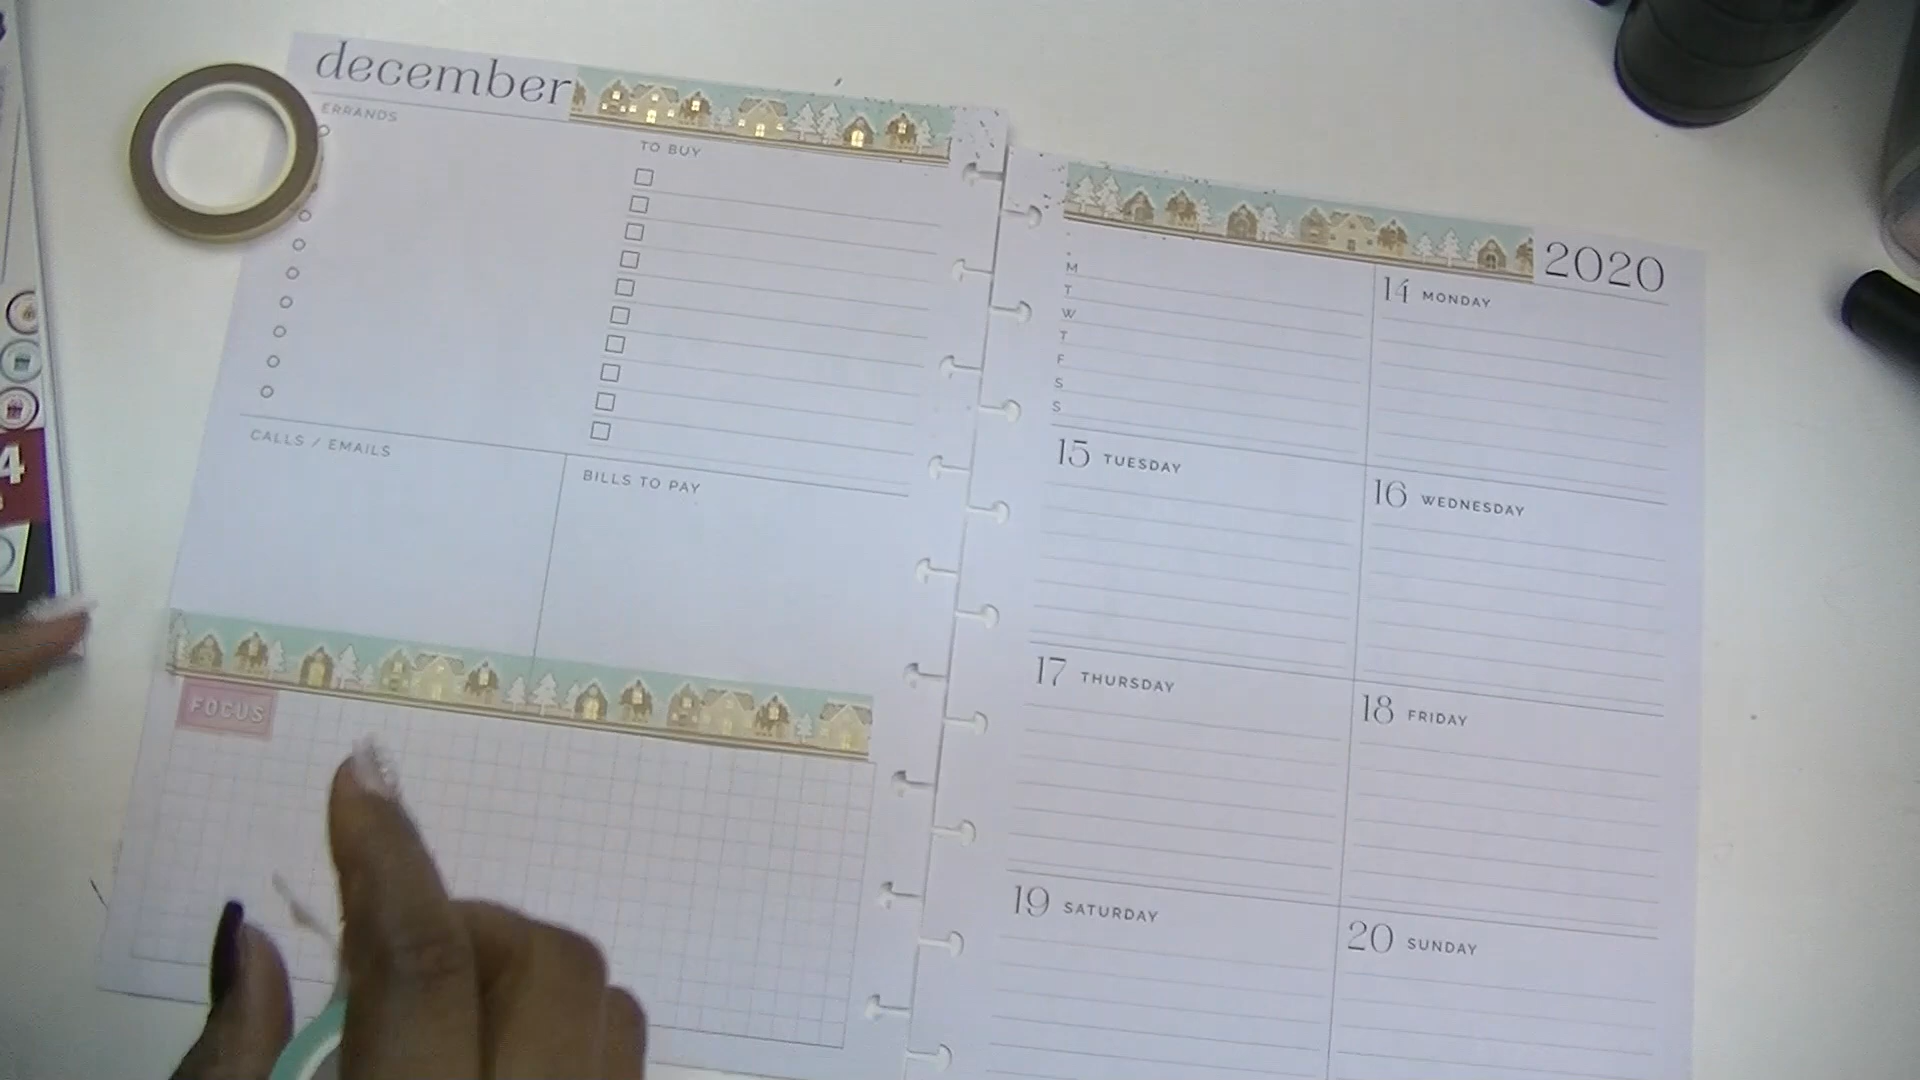 december
ERRANDS
TO BUY
CALLS / EMAILS
BILLS TO PAY
FOCUS
2020
M
T
W
T
F
S
S
14 MONDAY
15 TUESDAY
16 WEDNESDAY
17 THURSDAY
18 FRIDAY
19 SATURDAY
20 SUNDAY
4